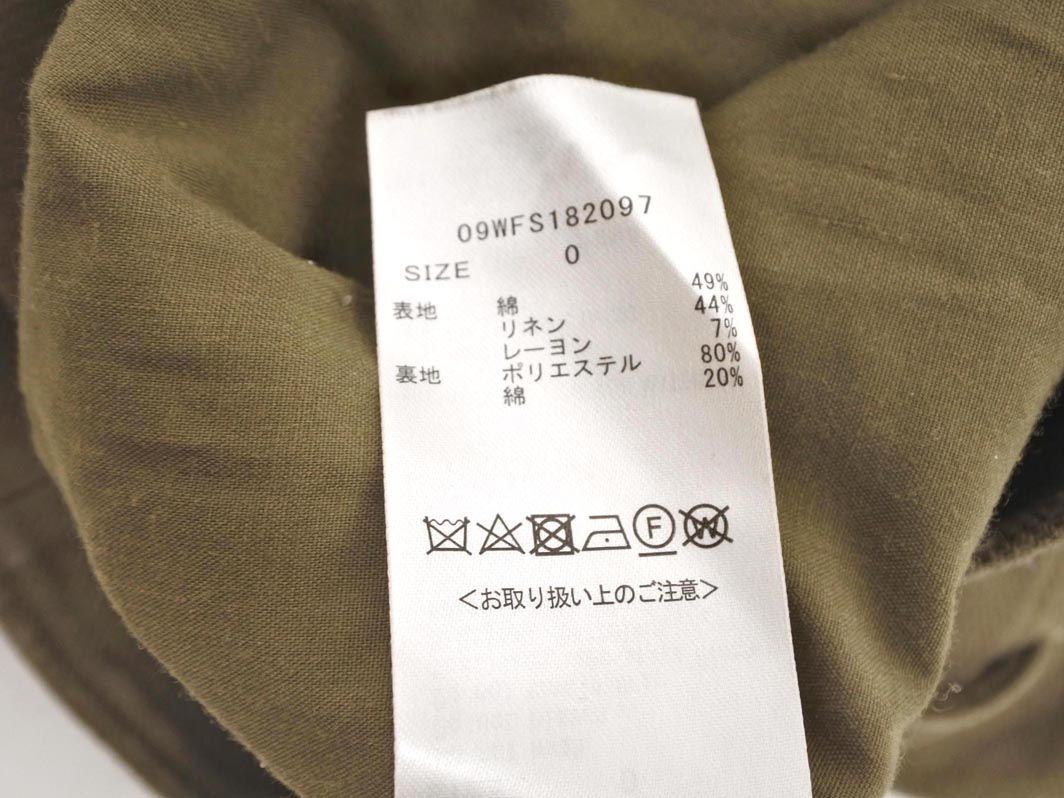 09WFS182097
SIZE 0
表地 綿 49%
リネン 44%
レーヨン 7%
裏地 ポリエステル 80%
綿 20%
F W
<お取り扱い上のご注意>